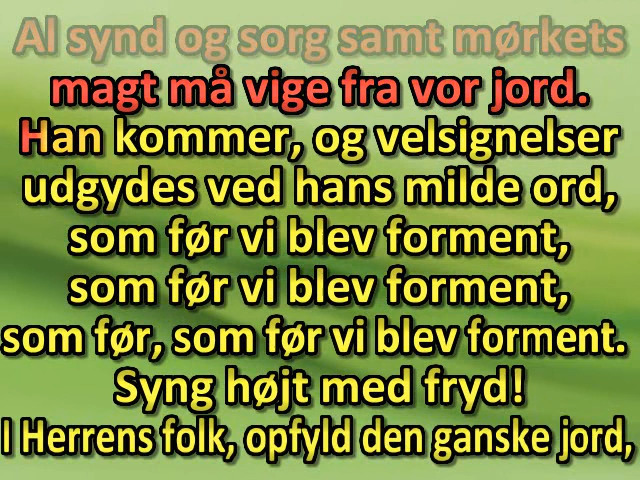 Al synd og sorg samt mørkets
magt må vige fra vor jord.
Han kommer, og velsignelser
udgydes ved hans milde ord,
som før vi blev forment,
som før vi blev forment,
som før, som før vi blev forment.
Syng højt med fryd!
I Herrens folk, opfyld den ganske jord,